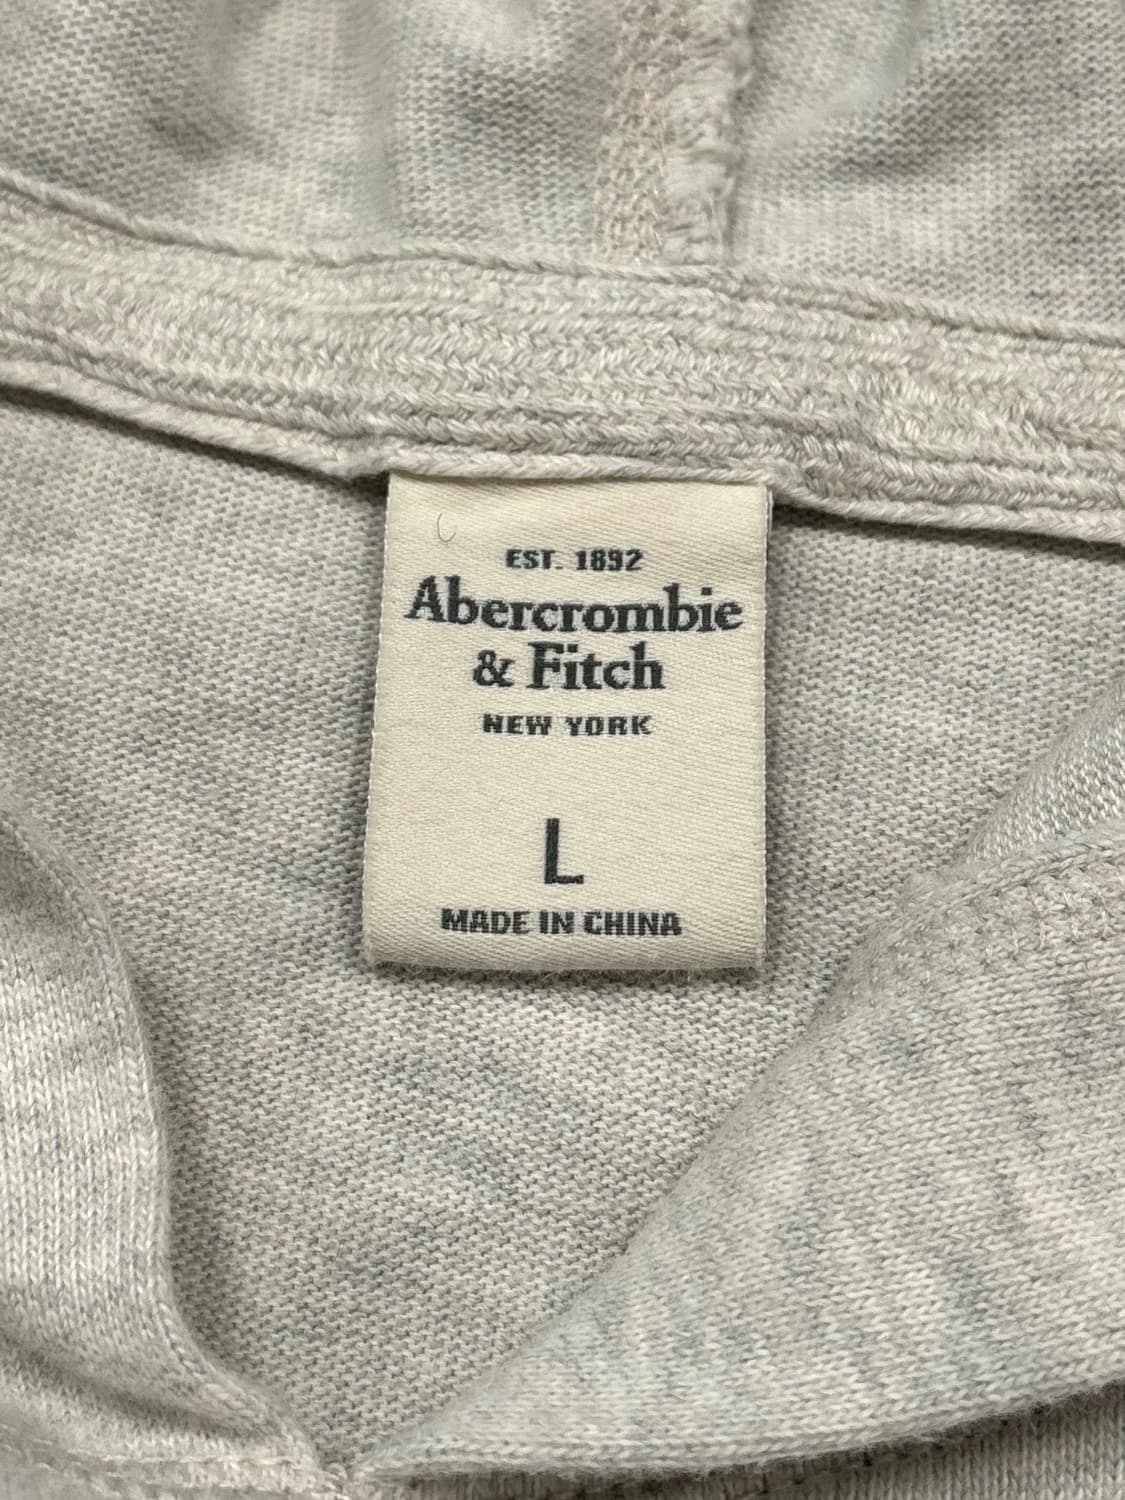 EST. 1892
Abercrombie
& Fitch
NEW YORK
L
MADE IN CHINA